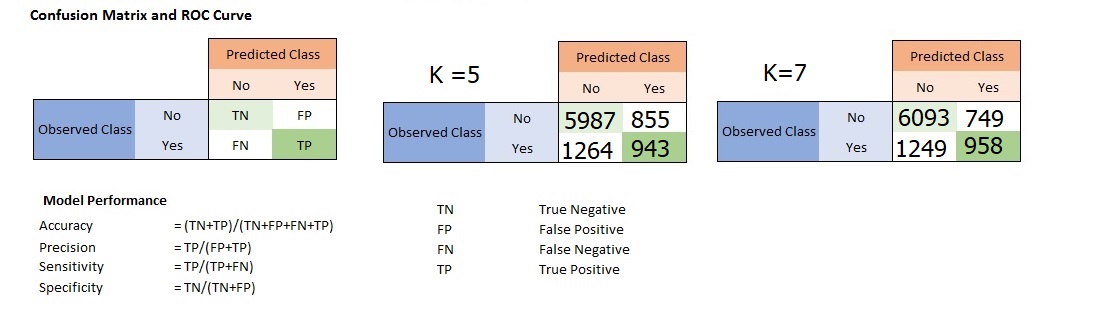 Confusion Matrix and ROC Curve
Predicted Class
No Yes
Observed Class
No TN FP
Yes FN TP
K =5
Predicted Class
No Yes
Observed Class
No 5987 855
Yes 1264 943
K=7
Predicted Class
No Yes
Observed Class
No 6093 749
Yes 1249 958
Model Performance
Accuracy = (TN+TP)/(TN+FP+FN+TP)
Precision = TP/(FP+TP)
Sensitivity = TP/(TP+FN)
Specificity = TN/(TN+FP)
TN True Negative
FP False Positive
FN False Negative
TP True Positive